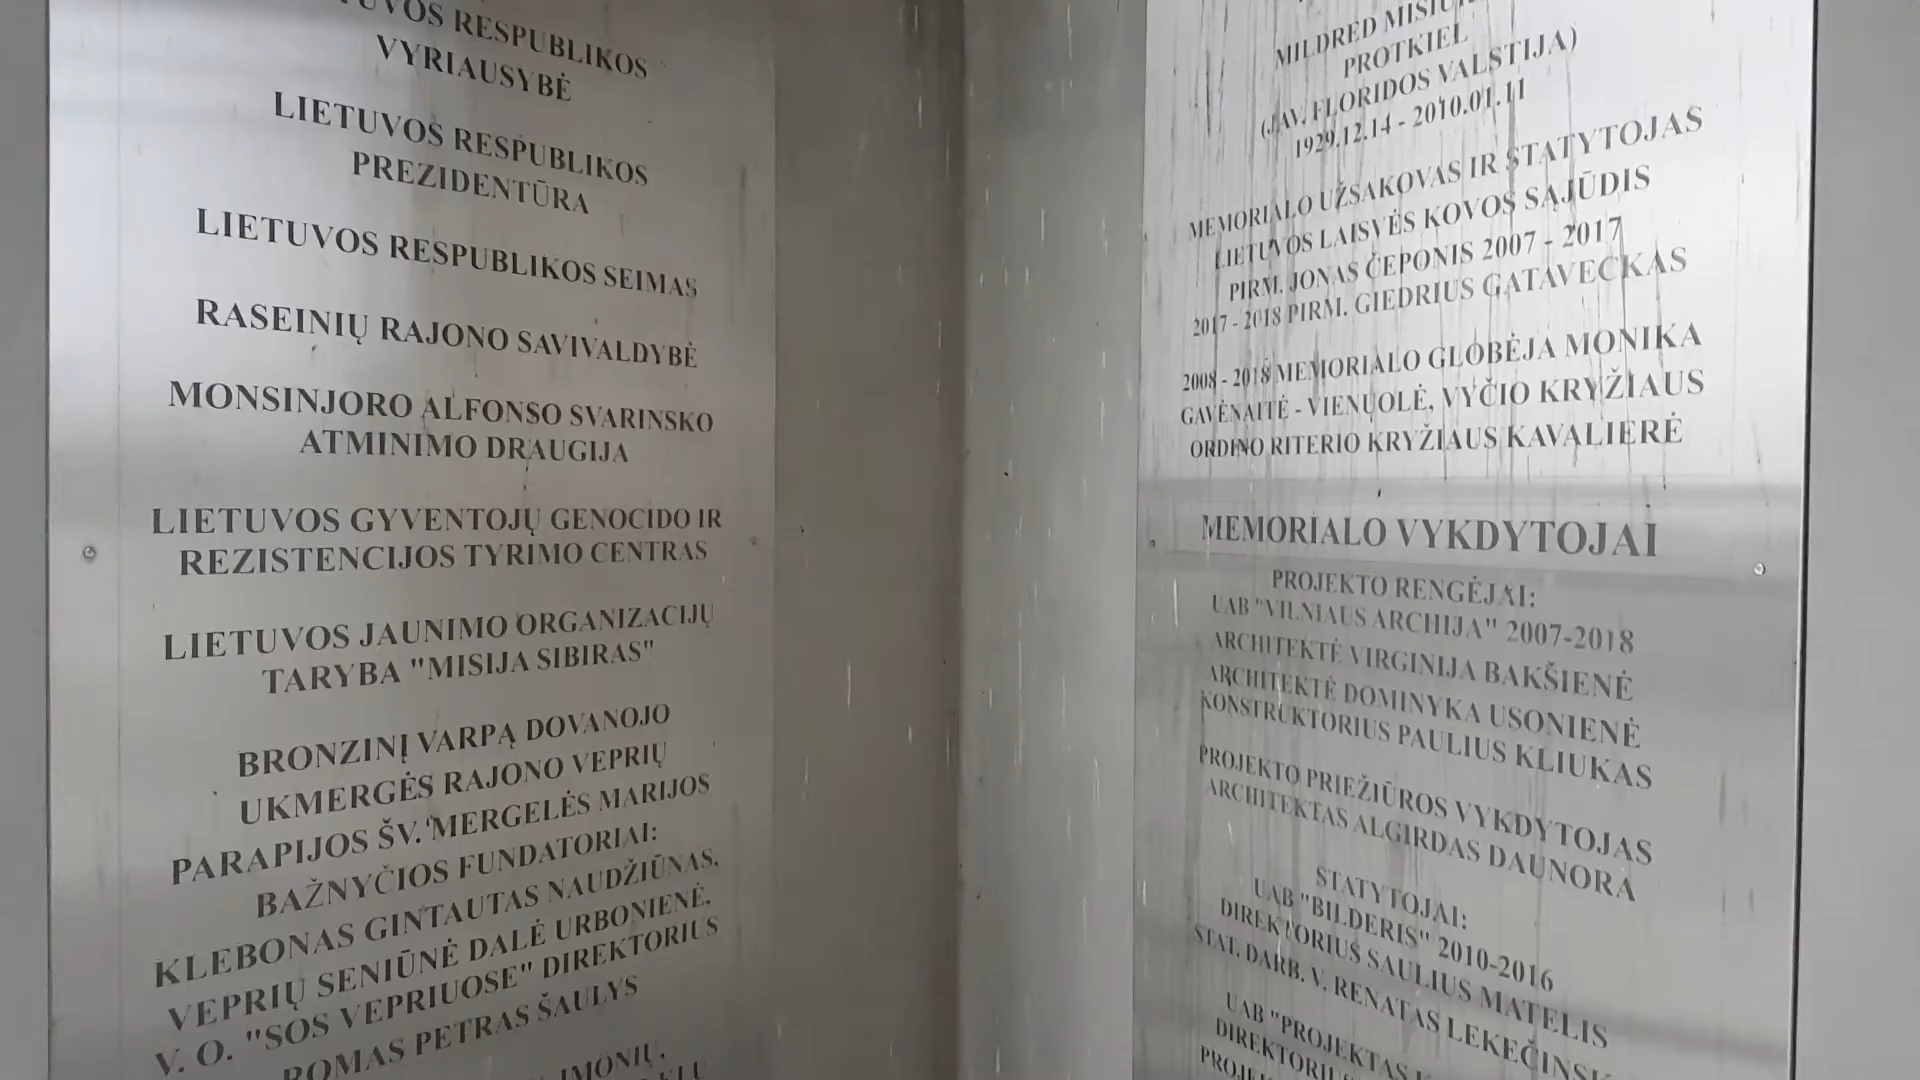 RESPUBLIKOS
VYRIAUSYBĖ
LIETUVOS RESPUBLIKOS
PREZIDENTŪRA
LIETUVOS RESPUBLIKOS SEIMAS
RASEINIŲ RAJONO SAVIVALDYBĖ
MONSINJORO ALFONSO SVARINSKO
ATMINIMO DRAUGIJA
LIETUVOS GYVENTOJŲ GENOCIDO IR
REZISTENCIJOS TYRIMO CENTRAS
LIETUVOS JAUNIMO ORGANIZACIJŲ
TARYBA "MISIJA SIBIRAS"
BRONZINĮ VARPĄ DOVANOJO
UKMERGĖS RAJONO VEPRIŲ
PARAPIJOS ŠV. MERGELĖS MARIJOS
BAŽNYČIOS FUNDATORIAI:
KLEBONAS GINTAUTAS NAUDŽIŪNAS.
VEPRIŲ SENIŪNĖ DALĖ URBONIENĖ.
V. O. "SOS VEPRIUOSE" DIREKTORIUS
ROMAS PETRAS ŠAULYS
MILDRED
PROTKIEL
(JAV. FLORIDOS VALSTIJA)
1929.12.14 - 2010.01.11
MEMORIALO UŽSAKOVAS IR STATYTOJAS
LIETUVOS LAISVĖS KOVOS SĄJŪDIS
PIRM. JONAS ČEPONIS 2007 - 2017
2017 - 2018 PIRM. GIEDRIUS GATAVECKAS
2008 - 2018 MEMORIALO GLOBĖJA MONIKA
GAVĖNAITĖ - VIENUOLĖ, VYČIO KRYŽIAUS
ORDINO RITERIO KRYŽIAUS KAVALIERĖ
MEMORIALO VYKDYTOJAI
PROJEKTO RENGĖJAI:
UAB "VILNIAUS ARCHIJA" 2007-2018
ARCHITEKTĖ VIRGINIJA BAKŠIENĖ
ARCHITEKTĖ DOMINYKA USONIENĖ
KONSTRUKTORIUS PAULIUS KLIUKAS
PROJEKTO PRIEŽIŪROS VYKDYTOJAS
ARCHITEKTAS ALGIRDAS DAUNORA
STATYTOJAI:
UAB "BILDERIS" 2010-2016
DIREKTORIUS SAULIUS MATELIS
STAT. DARB. V. RENATAS
UAB "PROJEKTAS
DIREKTORIUS